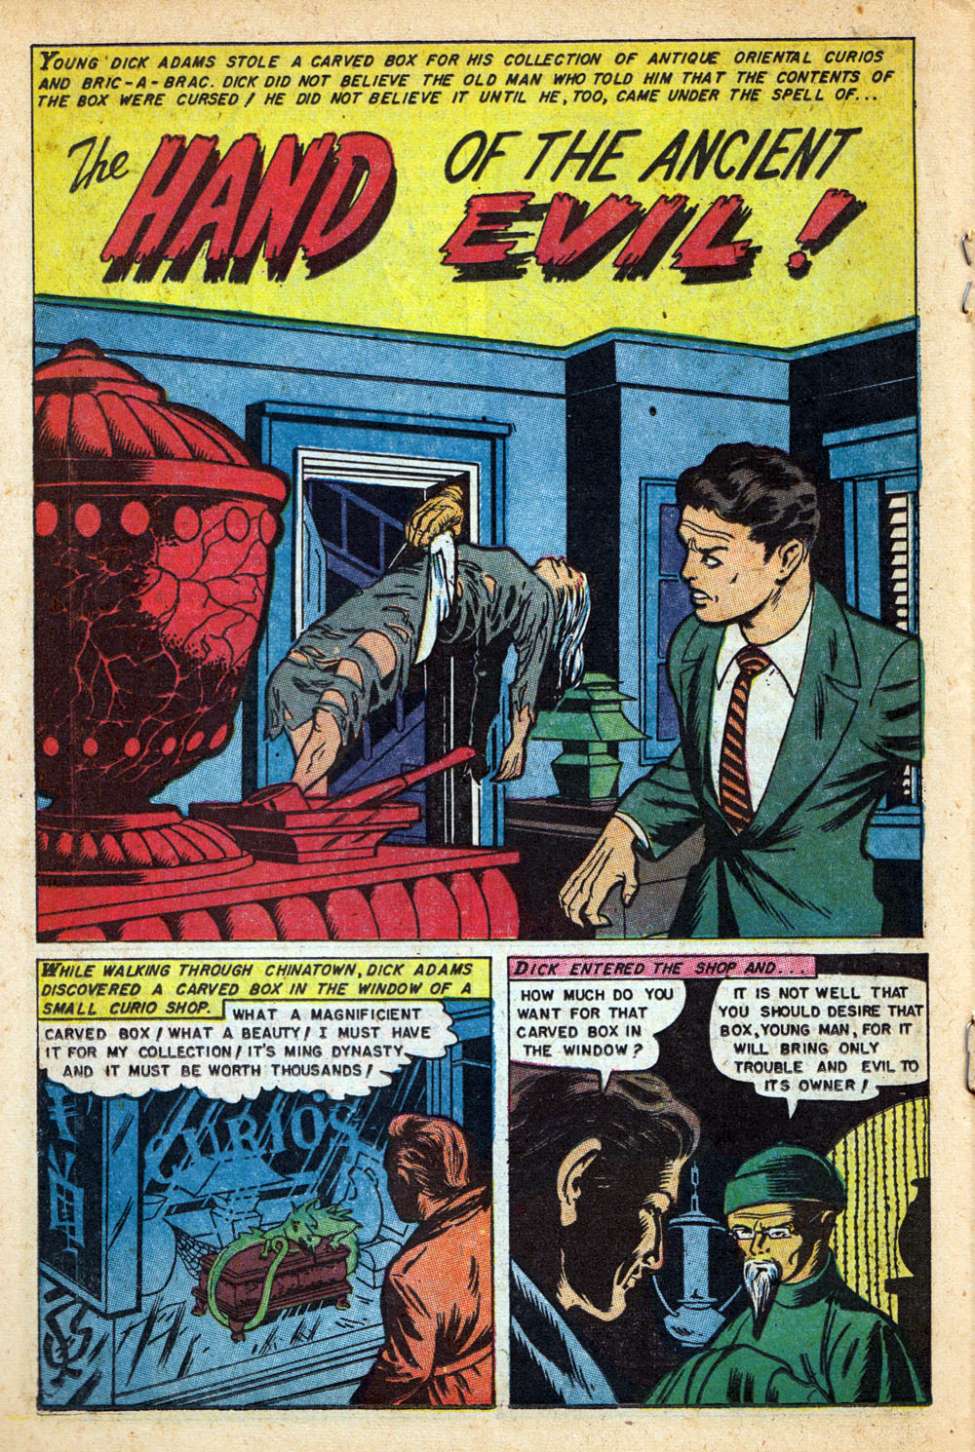 YOUNG DICK ADAMS STOLE A CARVED BOX FOR HIS COLLECTION OF ANTIQUE ORIENTAL CURIOS
AND BRIC-A-BRAC. DICK DID NOT BELIEVE THE OLD MAN WHO TOLD HIM THAT THE CONTENTS OF
THE BOX WERE CURSED! HE DID NOT BELIEVE IT UNTIL HE, TOO, CAME UNDER THE SPELL OF...
The HAND OF THE ANCIENT
EVIL!
WHILE WALKING THROUGH CHINATOWN, DICK ADAMS
DISCOVERED A CARVED BOX IN THE WINDOW OF A
SMALL CURIO SHOP.
WHAT A MAGNIFICENT
CARVED BOX! WHAT A BEAUTY! I MUST HAVE
IT FOR MY COLLECTION! IT'S MING DYNASTY
AND IT MUST BE WORTH THOUSANDS!
CURIOS
DICK ENTERED THE SHOP AND...
HOW MUCH DO YOU
WANT FOR THAT
CARVED BOX IN
THE WINDOW?
IT IS NOT WELL THAT
YOU SHOULD DESIRE THAT
BOX, YOUNG MAN, FOR IT
WILL BRING ONLY
TROUBLE AND EVIL TO
ITS OWNER!